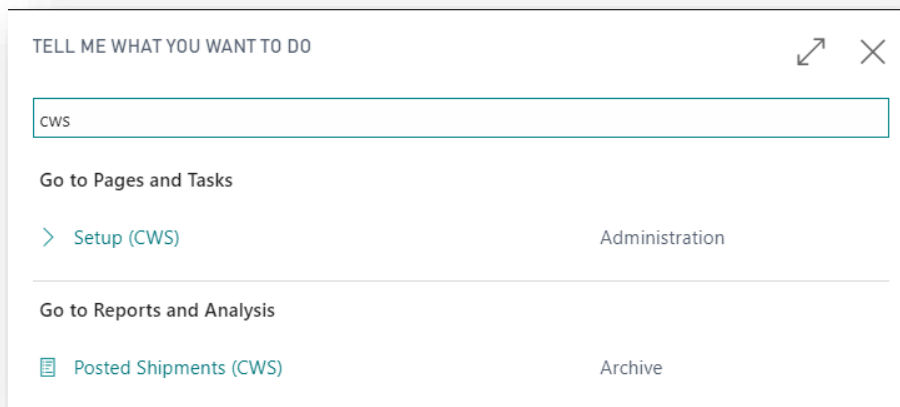 TELL ME WHAT YOU WANT TO DO
cws
Go to Pages and Tasks
Setup (CWS) Administration
Go to Reports and Analysis
Posted Shipments (CWS) Archive